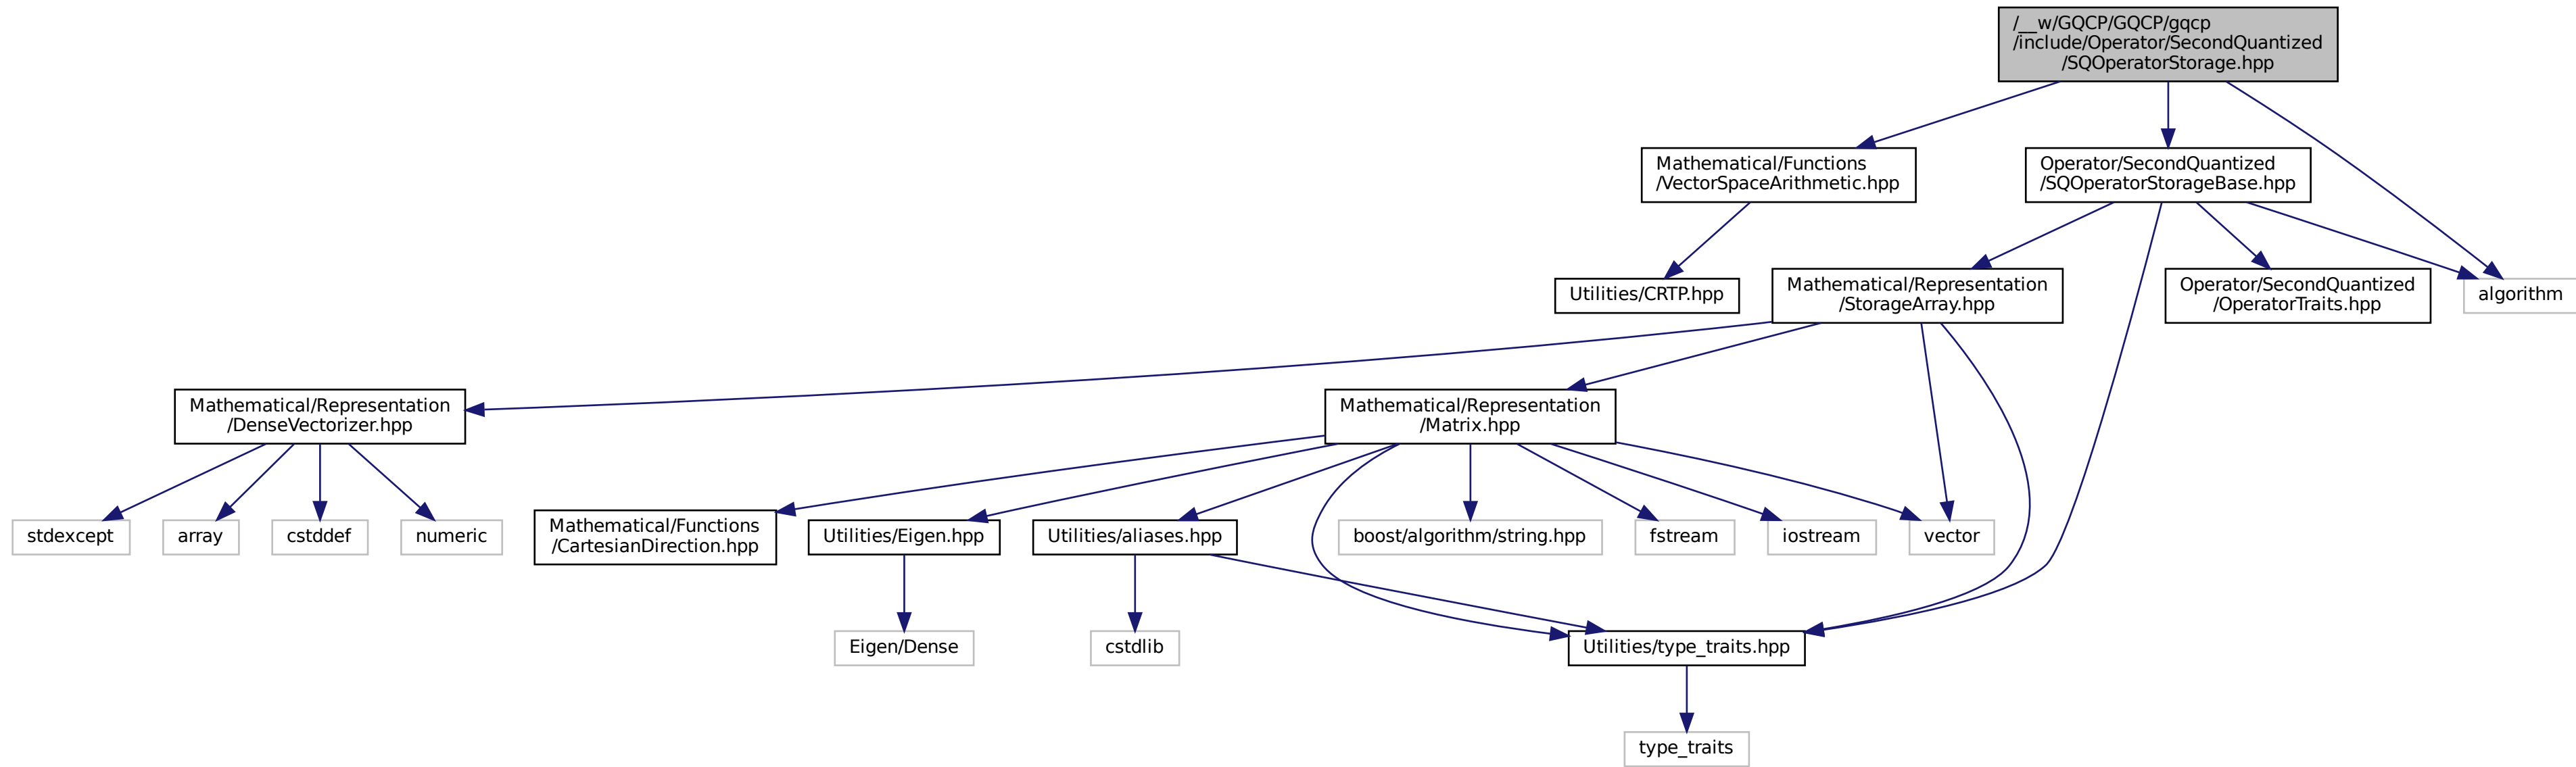 /__w/GQCP/GQCP/gqcp
/include/Operator/SecondQuantized
/SQOperatorStorage.hpp
Mathematical/Functions
/VectorSpaceArithmetic.hpp
Operator/SecondQuantized
/SQOperatorStorageBase.hpp
Utilities/CRTP.hpp
Mathematical/Representation
/StorageArray.hpp
Operator/SecondQuantized
/OperatorTraits.hpp
algorithm
Mathematical/Representation
/DenseVectorizer.hpp
Mathematical/Representation
/Matrix.hpp
stdexcept
array
cstddef
numeric
Mathematical/Functions
/CartesianDirection.hpp
Utilities/Eigen.hpp
Utilities/aliases.hpp
boost/algorithm/string.hpp
fstream
iostream
vector
Eigen/Dense
cstdlib
Utilities/type_traits.hpp
type_traits